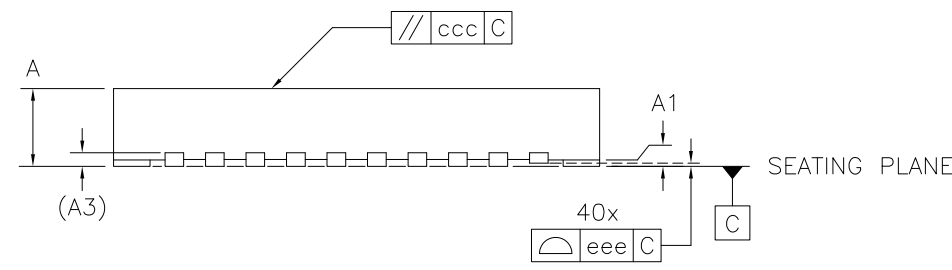 // ccc C
A
A1
SEATING PLANE
(A3)
40x
C
⌓ eee C